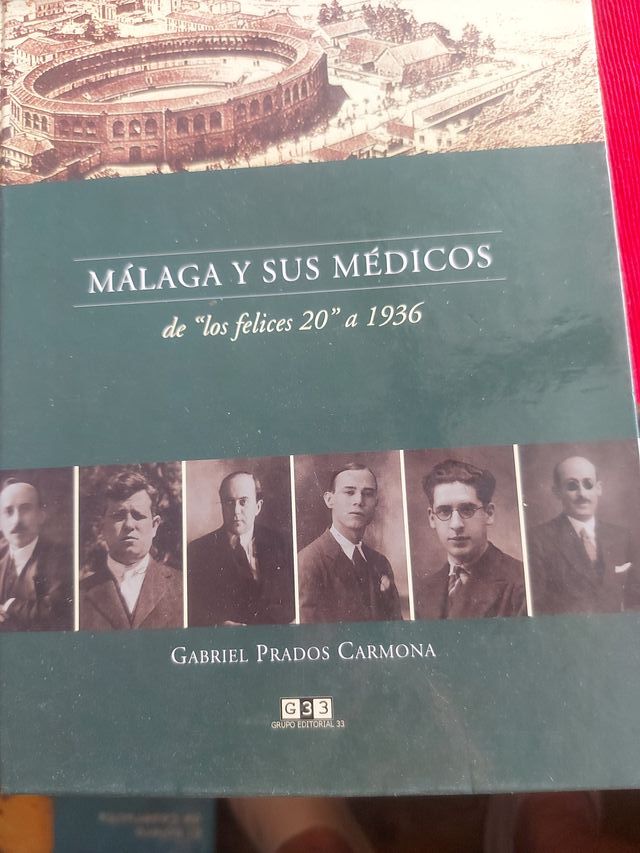 MÁLAGA Y SUS MÉDICOS
de "los felices 20" a 1936
GABRIEL PRADOS CARMONA
G33
GRUPO EDITORIAL 33